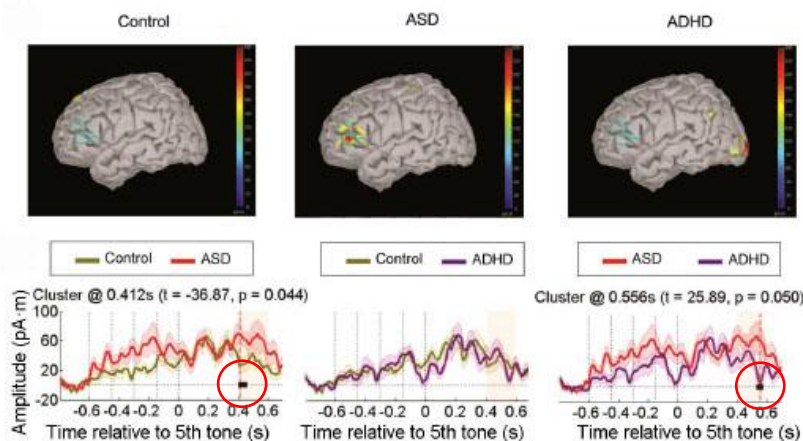 Control
ASD
ADHD
Control ASD
Control ADHD
ASD ADHD
Cluster @ 0.412s (t = -36.87, p = 0.044)
Cluster @ 0.556s (t = 25.89, p = 0.050)
Amplitude (pA·m)
100
60
20
-20
-0.6 -0.4 -0.2 0 0.2 0.4 0.6
-0.6 -0.4 -0.2 0 0.2 0.4 0.6
-0.6 -0.4 -0.2 0 0.2 0.4 0.6
Time relative to 5th tone (s)
Time relative to 5th tone (s)
Time relative to 5th tone (s)